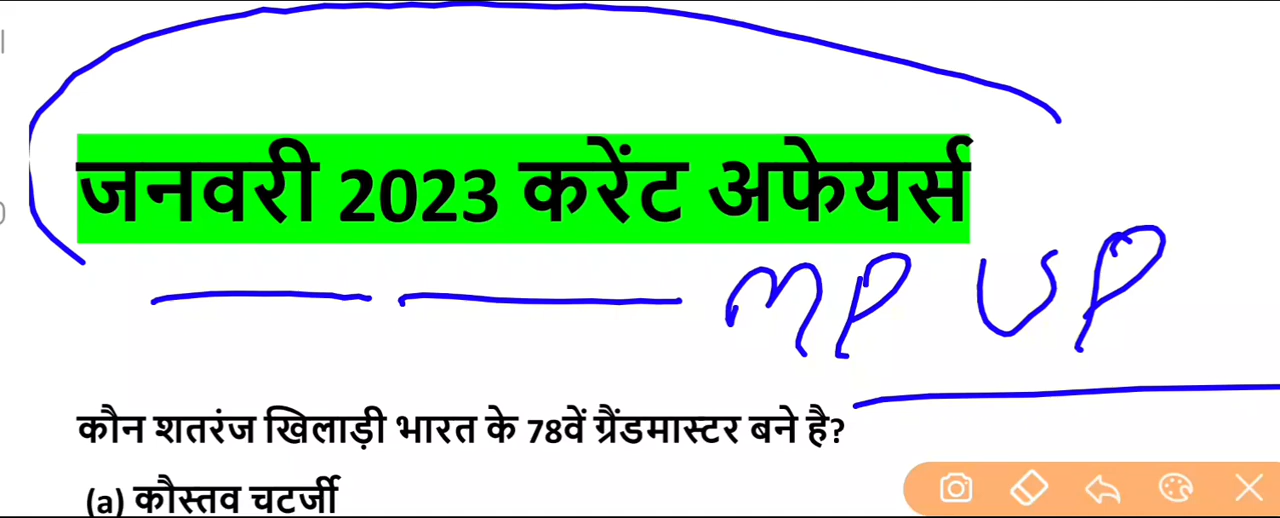 जनवरी 2023 करेंट अफेयर्स
MP UP
कौन शतरंज खिलाड़ी भारत के 78वें ग्रैंडमास्टर बने है?
(a) कौस्तव चटर्जी